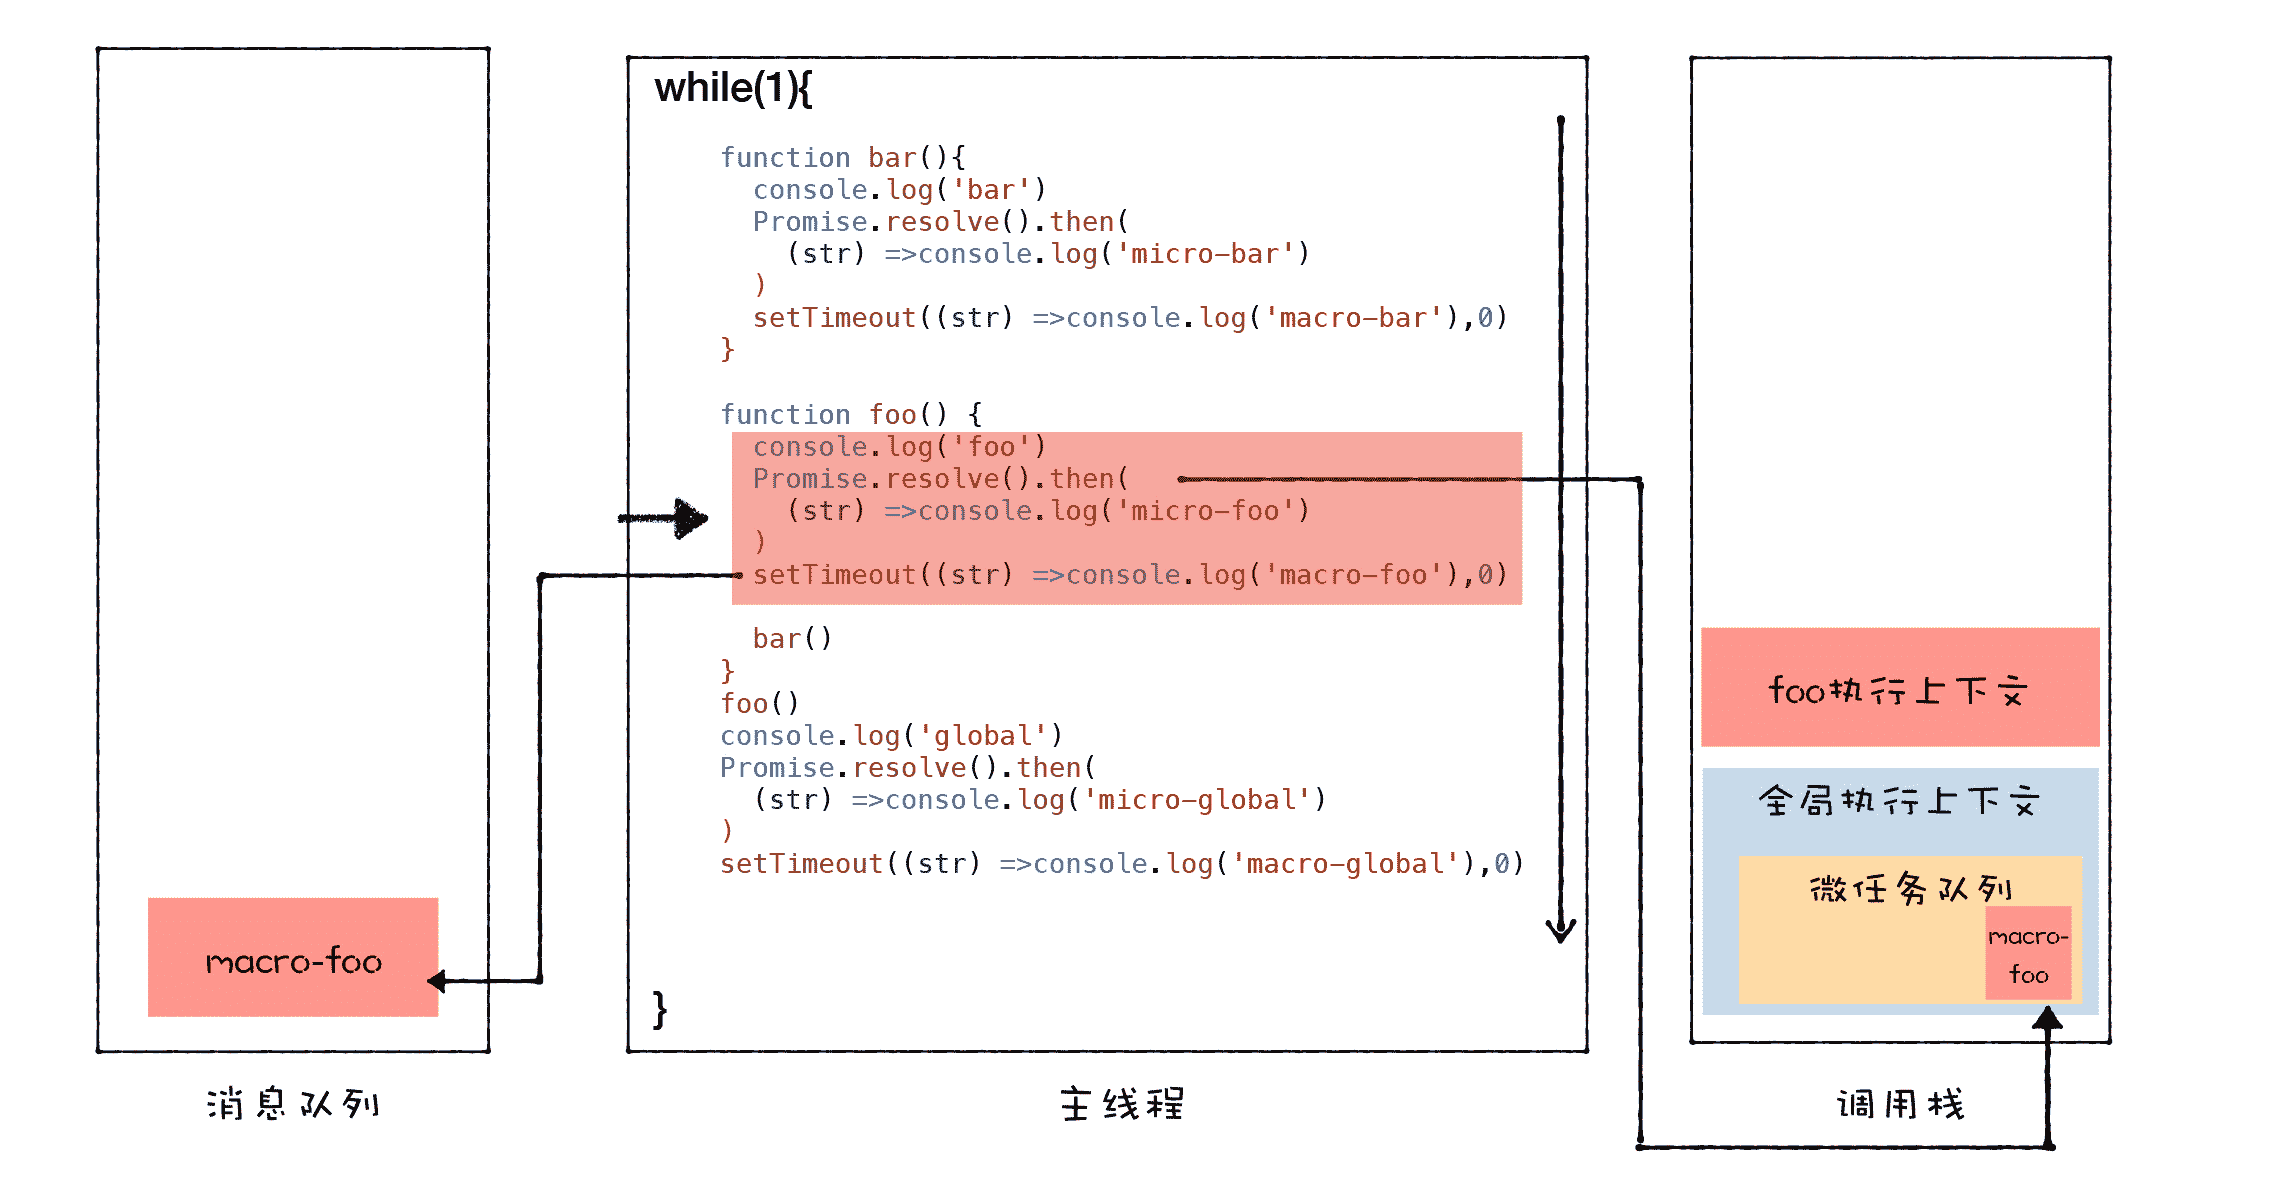 while(1){
function bar(){
console.log('bar')
Promise.resolve().then(
(str) =>console.log('micro-bar')
)
setTimeout((str) =>console.log('macro-bar'),0)
}
function foo() {
console.log('foo')
Promise.resolve().then(
(str) =>console.log('micro-foo')
)
setTimeout((str) =>console.log('macro-foo'),0)
bar()
}
foo()
console.log('global')
Promise.resolve().then(
(str) =>console.log('micro-global')
)
setTimeout((str) =>console.log('macro-global'),0)
}
macro-foo
foo执行上下文
全局执行上下文
微任务队列
macro-
foo
消息队列
主线程
调用栈